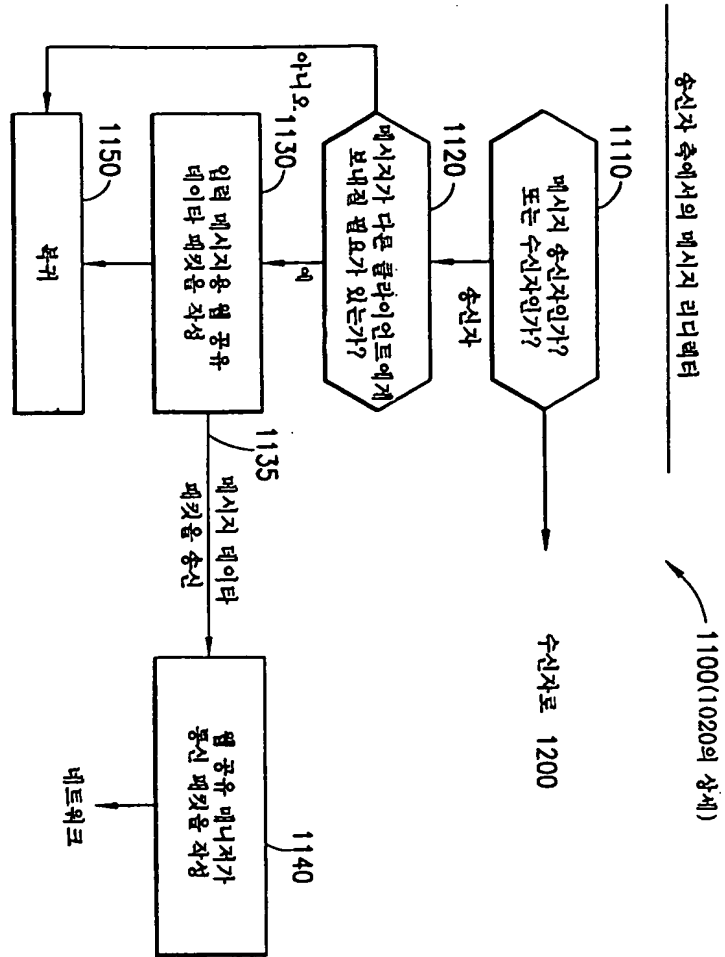 송신자 측에서의 메시지 리디렉터
1100(1020의 상세)
1110
메시지 송신자인가?
또는 수신자인가?
수신자로 1200
송신자
1120
메시지가 다른 클라이언트에게
보내질 필요가 있는가?
아니오
예
1130
입력 메시지용 웹 공유
데이타 패킷을 작성
1135
메시지 데이타
패킷을 송신
1140
웹 공유 매니저가
통신 패킷을 작성
네트워크
1150
복귀